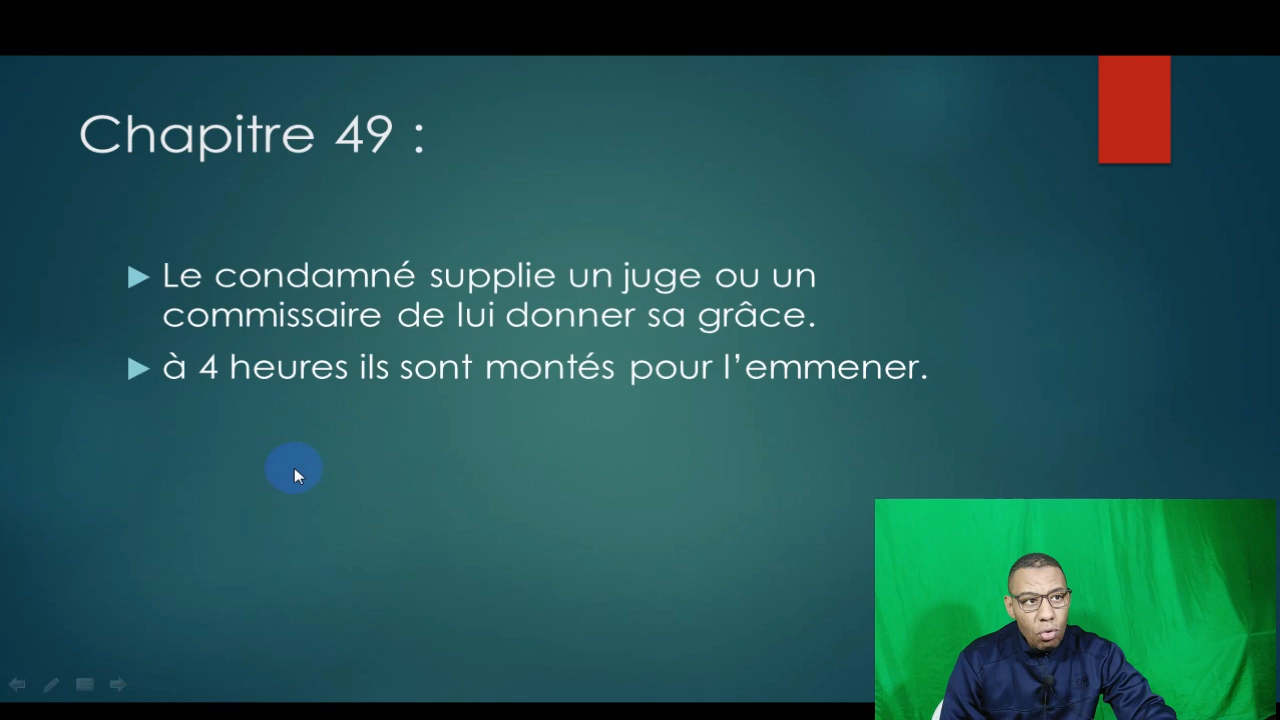 Chapitre 49 :
Le condamné supplie un juge ou un
commissaire de lui donner sa grâce.
à 4 heures ils sont montés pour l’emmener.